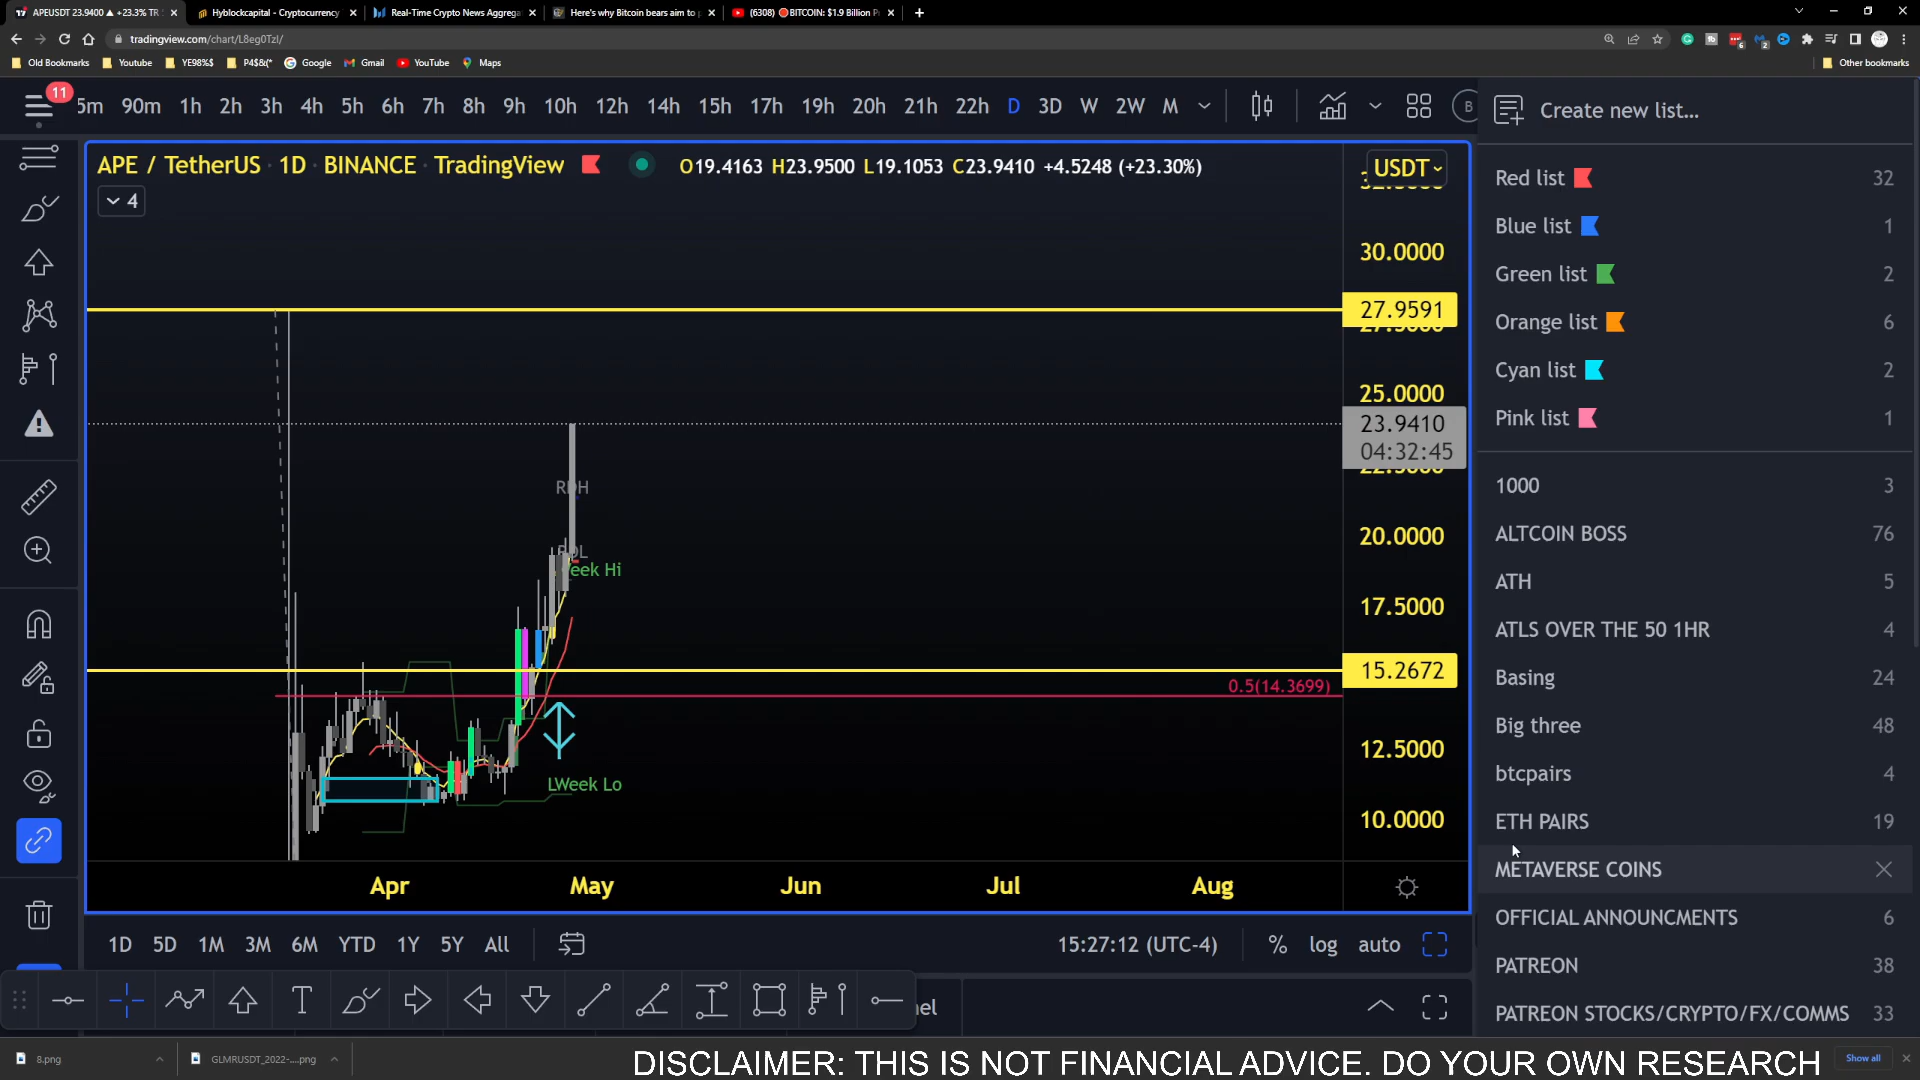 APEUSDT 23.9400 ▲ +23.3% TR
Hyblockcapital - Cryptocurrency
Real-Time Crypto News Aggrega
Here's why Bitcoin bears aim to
(6308) 🔴BITCOIN: $1.9 Billion
tradingview.com/chart/L8eg0TzI/
Old Bookmarks
Youtube
YE98%$
P4$&(*
Google
Gmail
YouTube
Maps
Other bookmarks
11
5m 90m 1h 2h 3h 4h 5h 6h 7h 8h 9h 10h 12h 14h 15h 17h 19h 20h 21h 22h D 3D W 2W M
B
Create new list...
APE / TetherUS · 1D · BINANCE · TradingView
O19.4163 H23.9500 L19.1053 C23.9410 +4.5248 (+23.30%)
USDT
4
Red list 32
Blue list 1
Green list 2
Orange list 6
Cyan list 2
Pink list 1
1000 3
ALTCOIN BOSS 76
ATH 5
ATLS OVER THE 50 1HR 4
Basing 24
Big three 48
btcpairs 4
ETH PAIRS 19
METAVERSE COINS
OFFICIAL ANNOUNCMENTS 6
PATREON 38
PATREON STOCKS/CRYPTO/FX/COMMS 33
30.0000
27.9591
25.0000
23.9410
04:32:45
20.0000
17.5000
15.2672
0.5(14.3699)
12.5000
10.0000
eek Hi
LWeek Lo
Apr May Jun Jul Aug
1D 5D 1M 3M 6M YTD 1Y 5Y All
15:27:12 (UTC-4)
% log auto
nel
8.png
GLMRUSDT_2022-....png
DISCLAIMER: THIS IS NOT FINANCIAL ADVICE. DO YOUR OWN RESEARCH
Show all